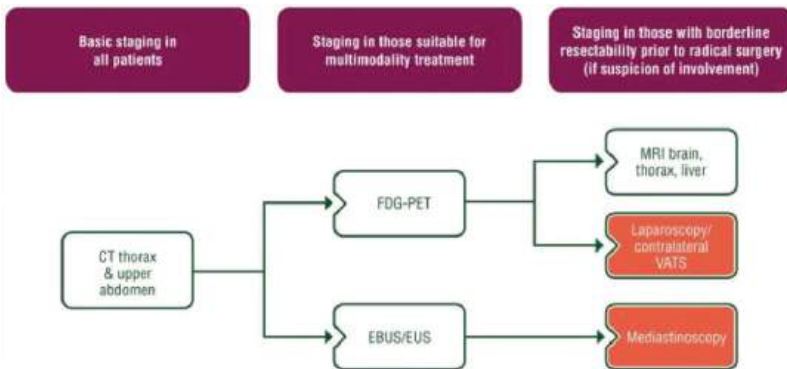 Basic staging in
all patients
Staging in those suitable for
multimodality treatment
Staging in those with borderline
resectability prior to radical surgery
(if suspicion of involvement)
CT thorax
& upper
abdomen
FDG-PET
EBUS/EUS
MRI brain,
thorax, liver
Laparoscopy/
contralateral
VATS
Mediastinoscopy